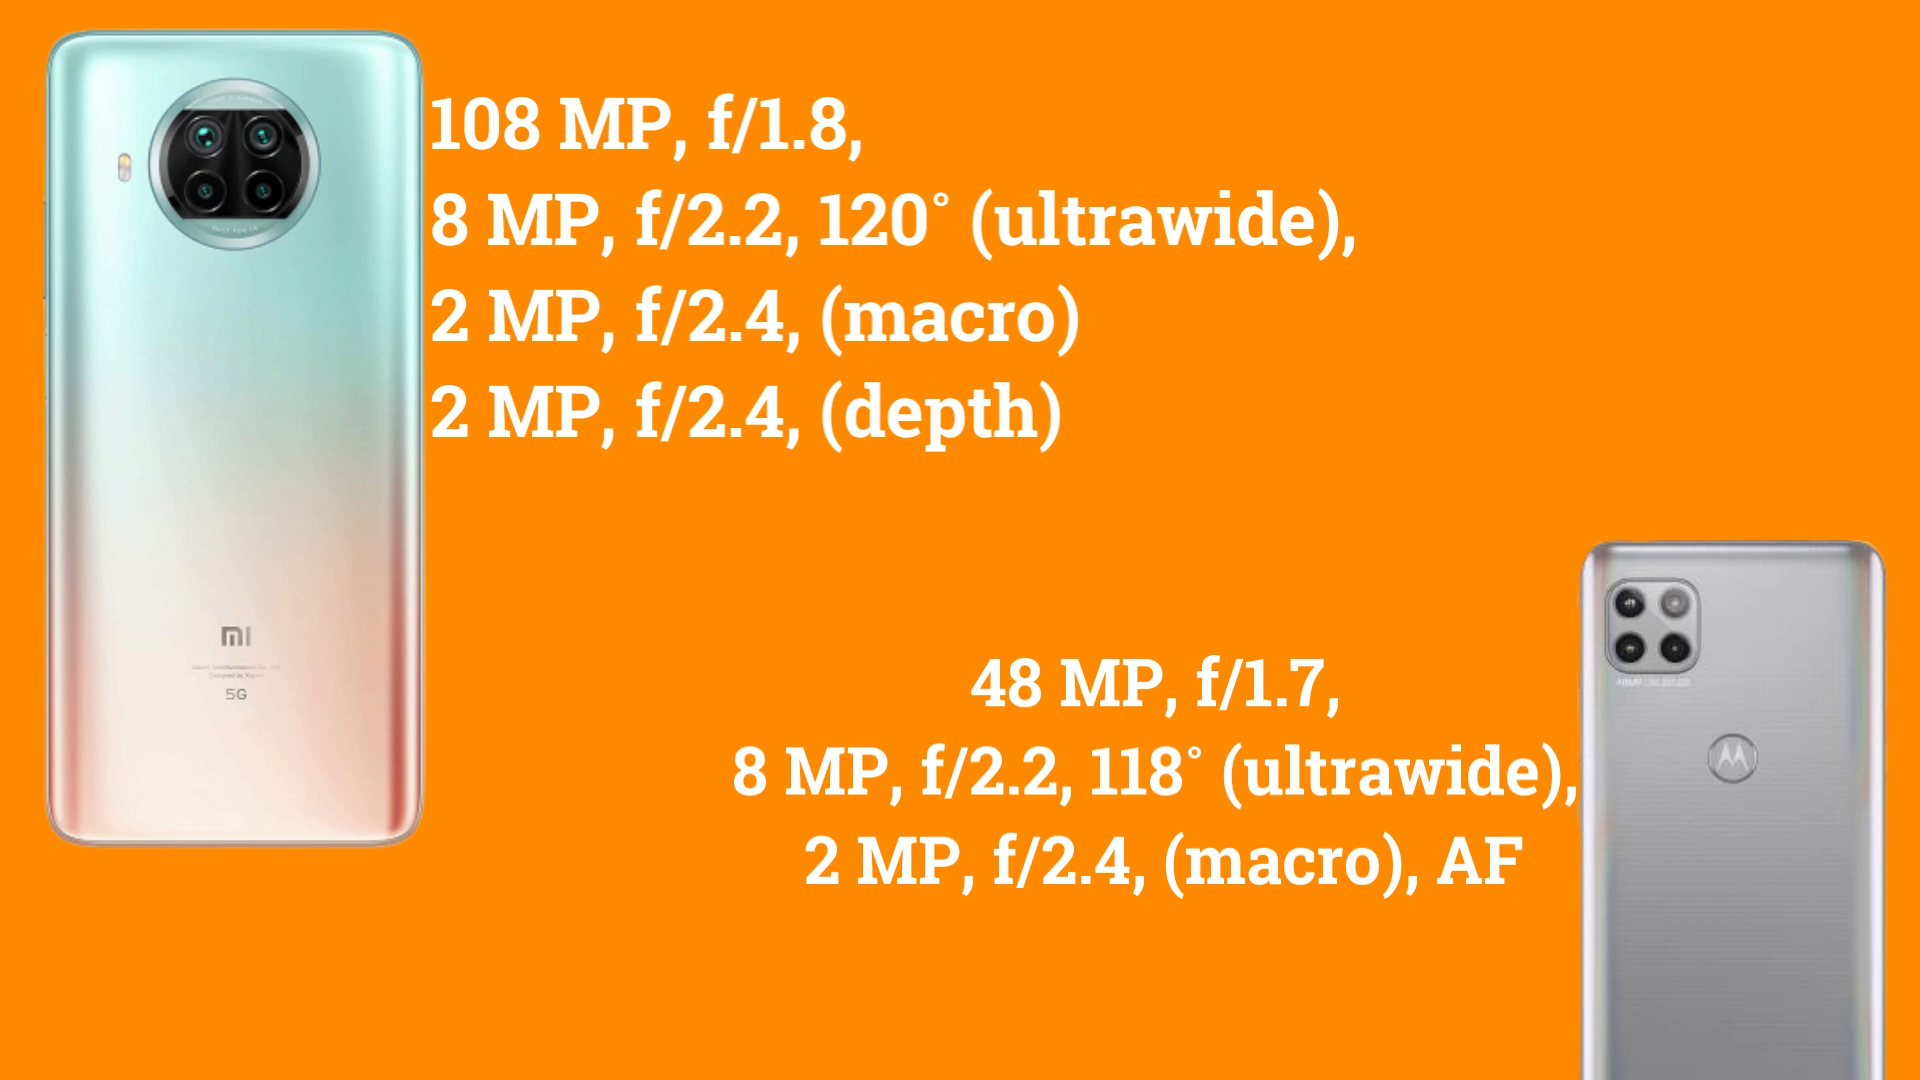 108 MP, f/1.8,
8 MP, f/2.2, 120˚ (ultrawide),
2 MP, f/2.4, (macro)
2 MP, f/2.4, (depth)
mi
5G
48 MP, f/1.7,
8 MP, f/2.2, 118˚ (ultrawide),
2 MP, f/2.4, (macro), AF